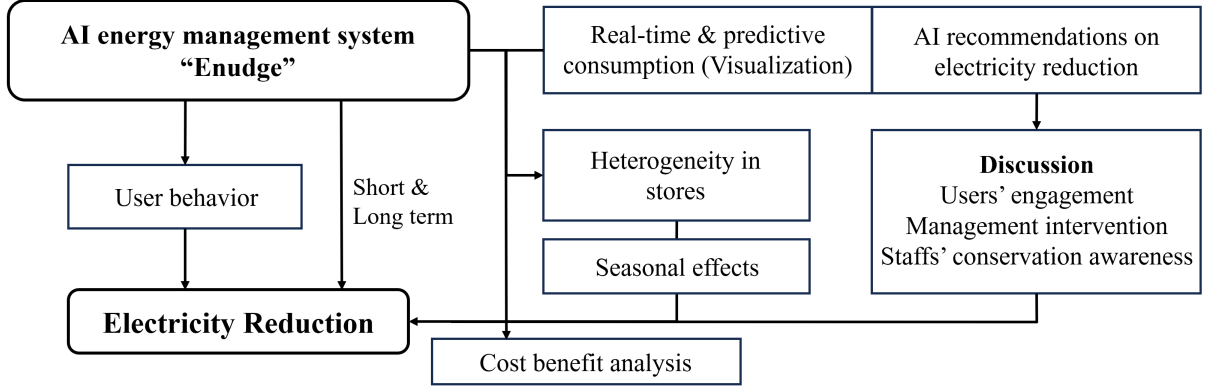 AI energy management system
“Enudge”
Real-time & predictive
consumption (Visualization)
AI recommendations on
electricity reduction
User behavior
Short &
Long term
Heterogeneity in
stores
Seasonal effects
Discussion
Users’ engagement
Management intervention
Staffs’ conservation awareness
Electricity Reduction
Cost benefit analysis